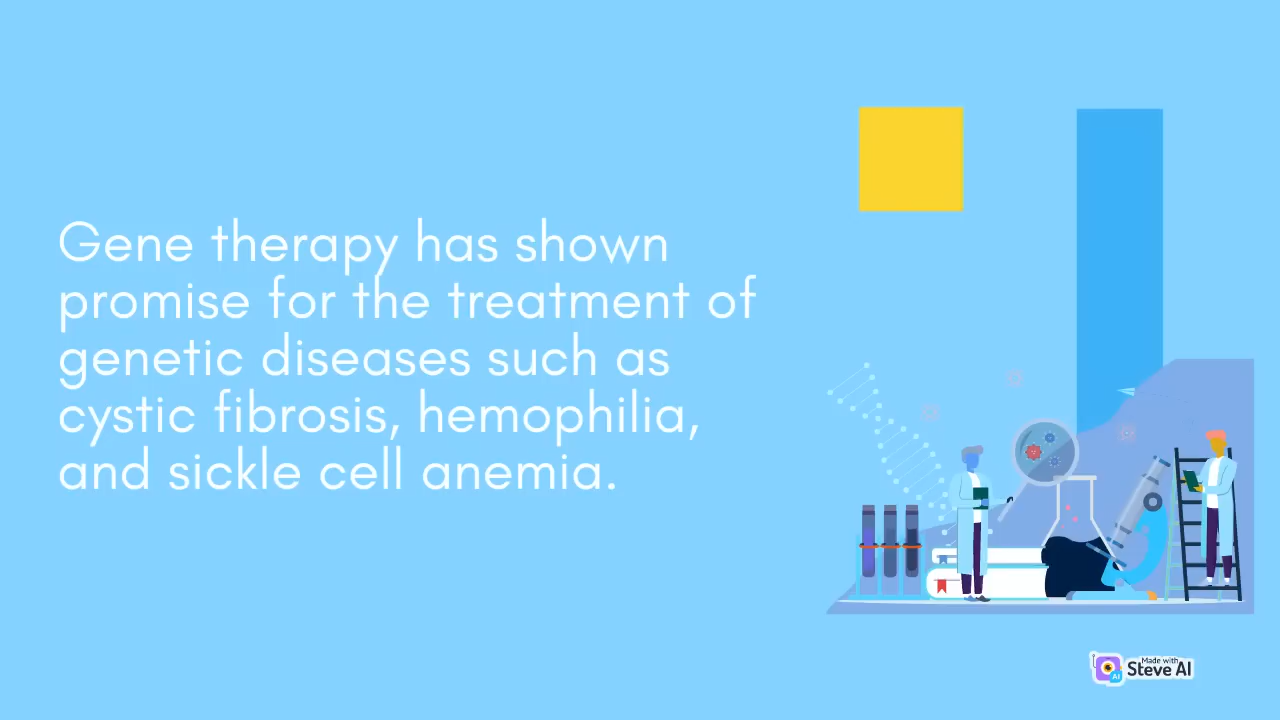 Gene therapy has shown
promise for the treatment of
genetic diseases such as
cystic fibrosis, hemophilia,
and sickle cell anemia.
AI
Made with
Steve AI